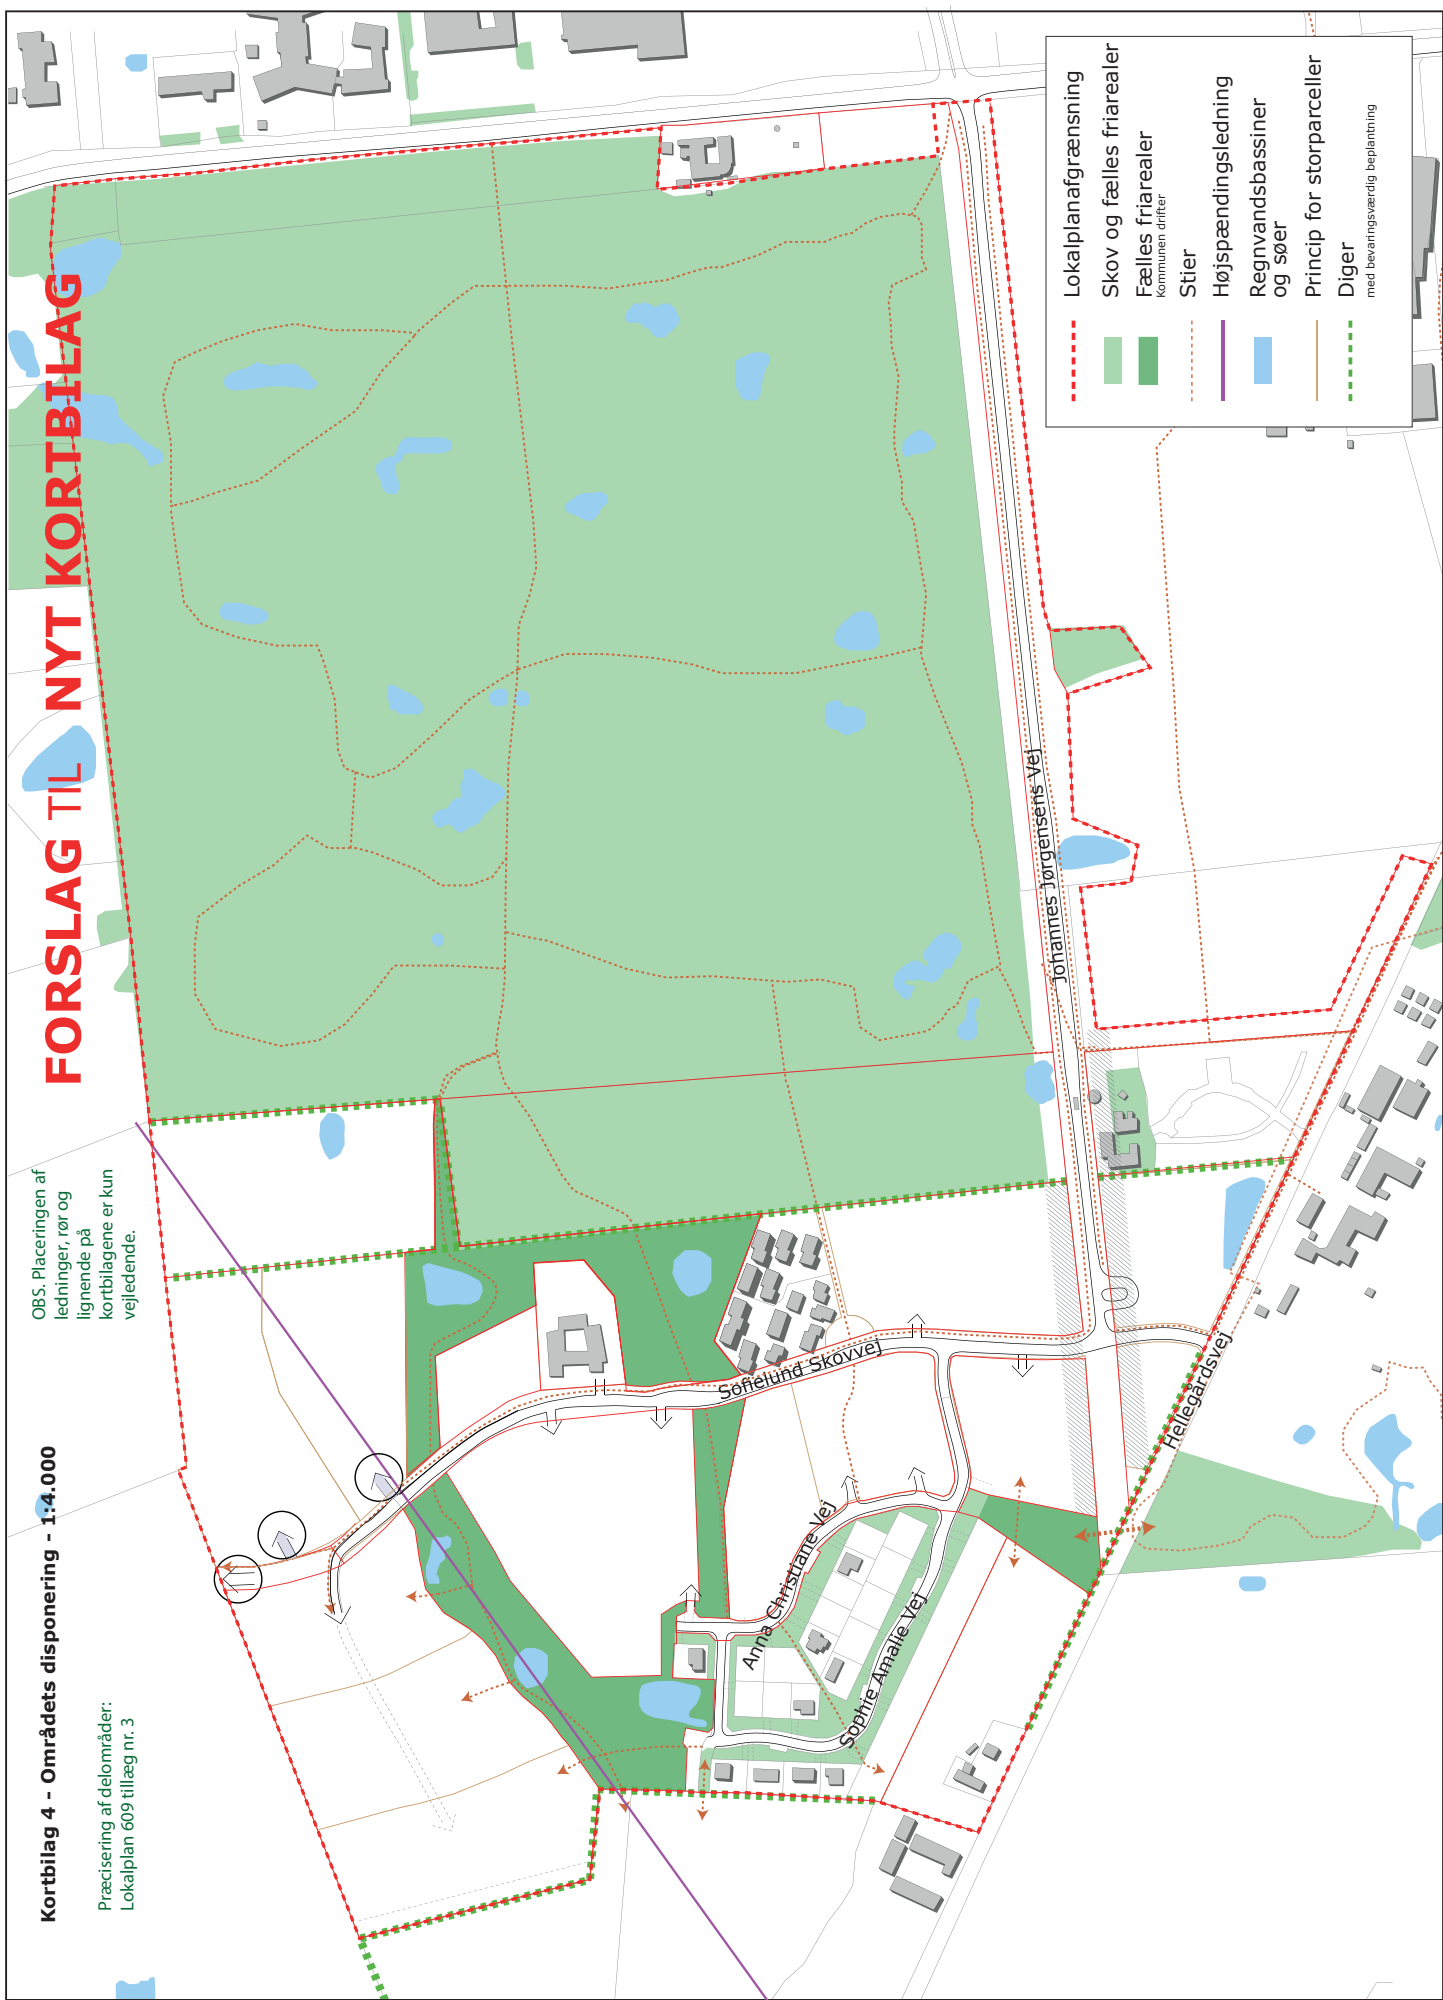 Kortbilag 4 - Områdets disponering - 1:4.000
FORSLAG TIL NYT KORTBILAG
OBS. Placeringen af
ledninger, rør og
lignende på
kortbilagene er kun
vejledende.
Præcisering af delområder:
Lokalplan 609 tillæg nr. 3
Sofielund Skovvej
Johannes Jørgensens Vej
Anna Christiane Vej
Sophie Amalie Vej
Hellegårdsvej
Lokalplanafgrænsning
Skov og fælles friarealer
Fælles friarealer
Kommunen drifter
Stier
Højspændingsledning
Regnvandsbassiner
og søer
Princip for storparceller
Diger
med bevaringsværdig beplantning